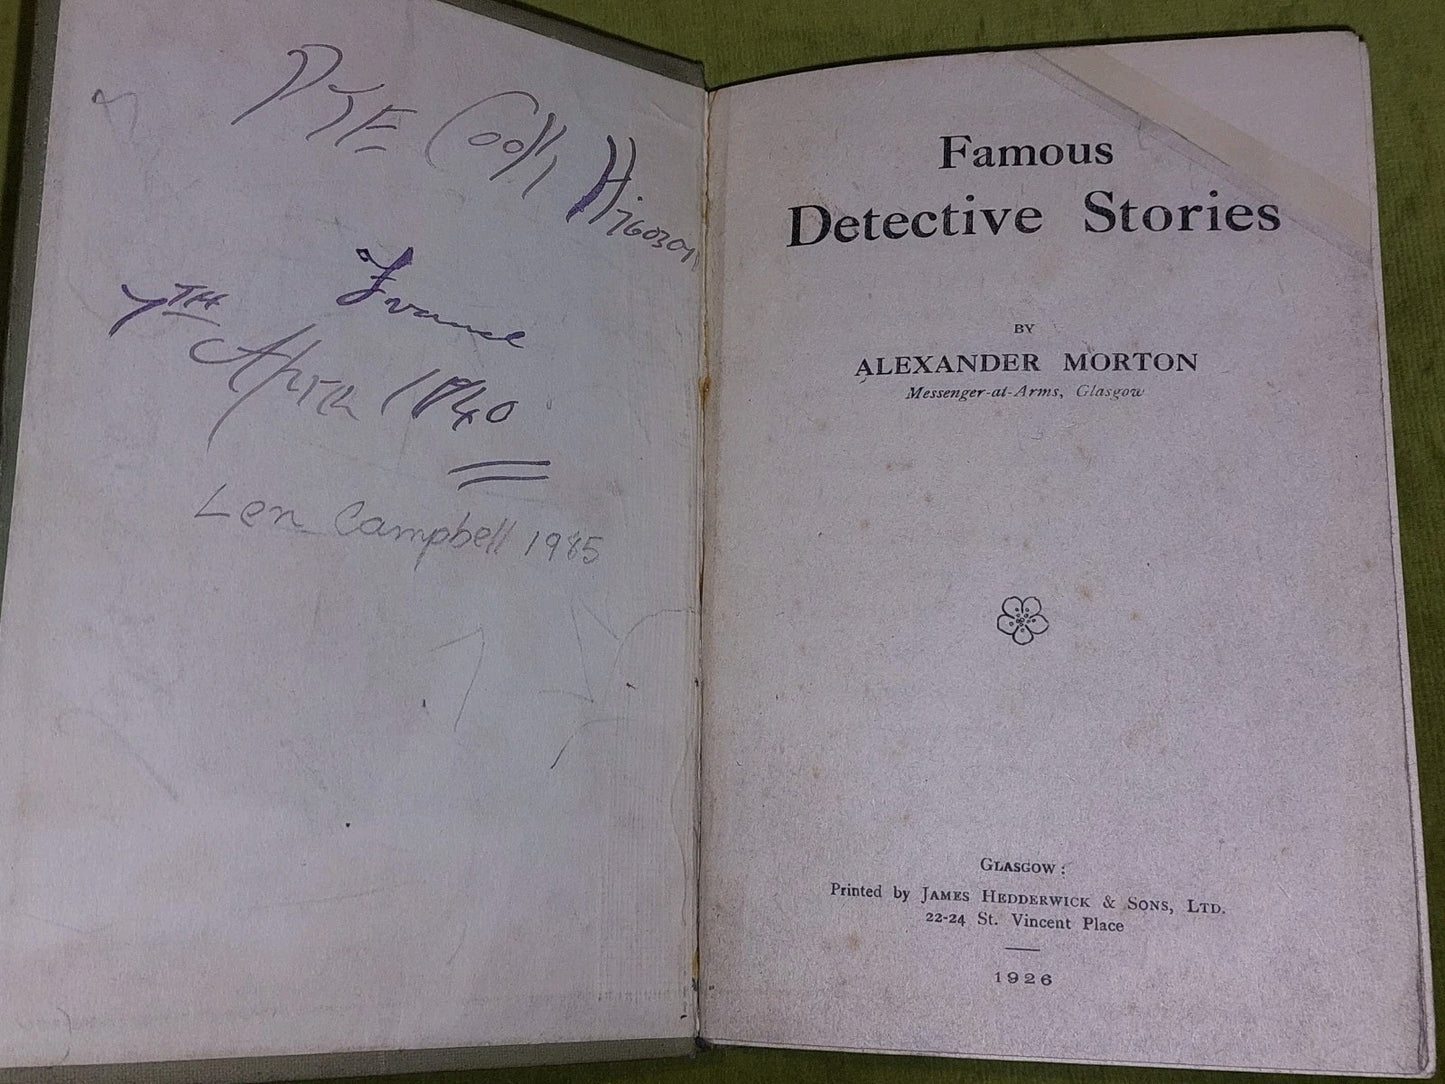 PTE
France
7TH April 1940
Len Campbell 1985
Famous
Detective Stories
BY
ALEXANDER MORTON
Messenger-at-Arms, Glasgow
GLASGOW:
Printed by JAMES HEDDERWICK & SONS, LTD.
22-24 St. Vincent Place
1926